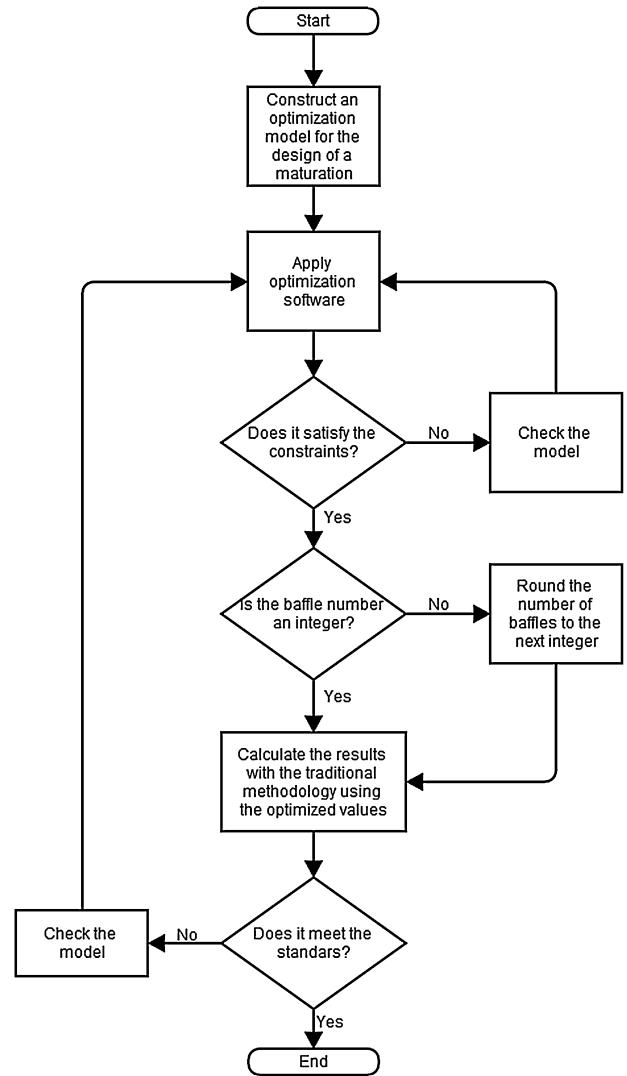 Start
Construct an
optimization
model for the
design of a
maturation
Apply
optimization
software
Does it satisfy the
constraints?
No
Check the
model
Yes
Is the baffle number
an integer?
No
Round the
number of
baffles to the
next integer
Yes
Calculate the results
with the traditional
methodology using
the optimized values
Does it meet the
standars?
No
Check the
model
Yes
End